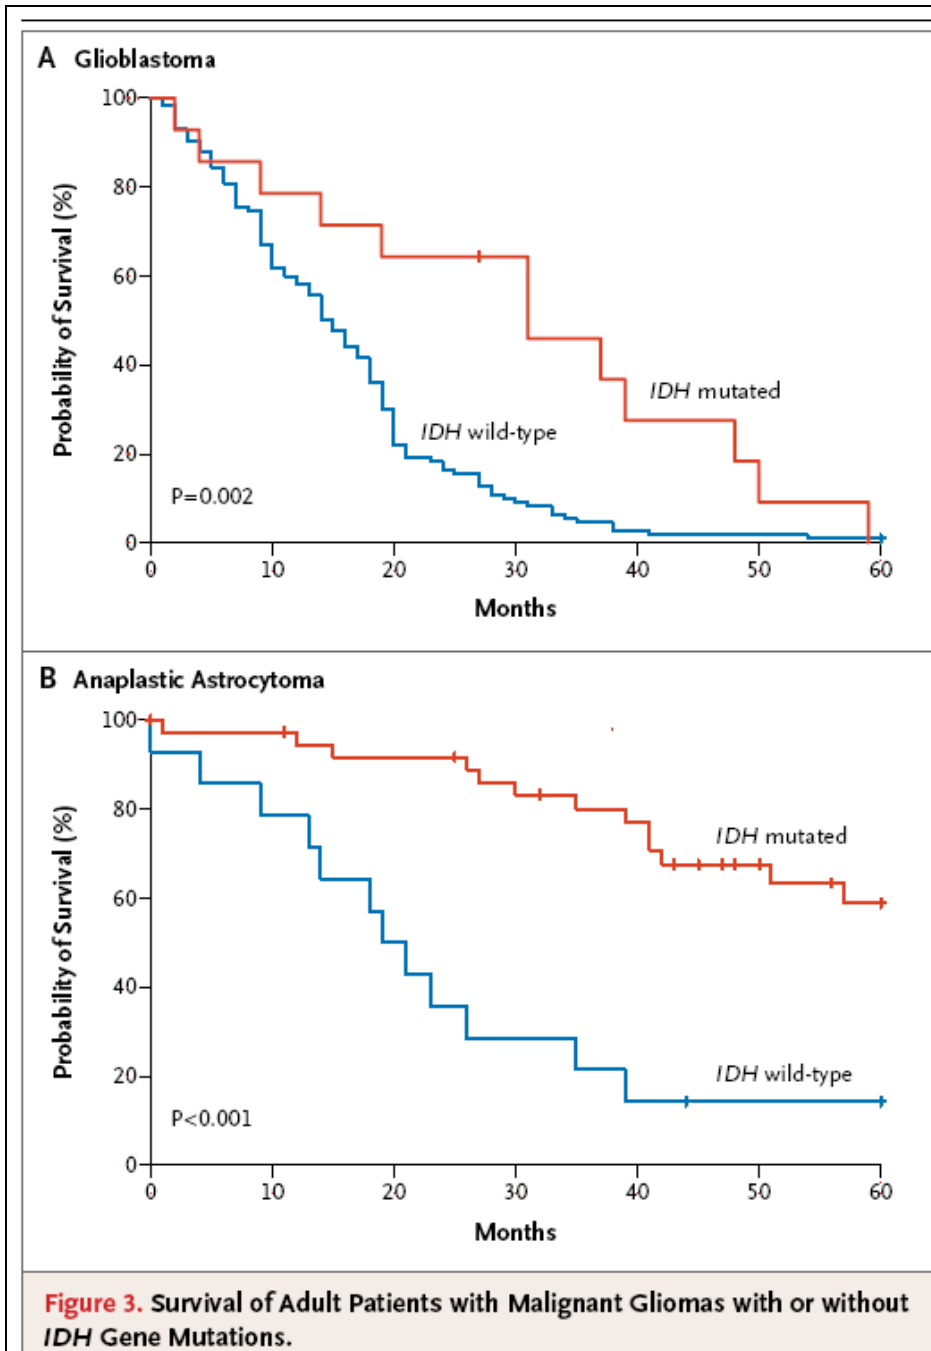 A Glioblastoma
100
80
60
40
20
0
Probability of Survival (%)
IDH mutated
IDH wild-type
P=0.002
0 10 20 30 40 50 60
Months
B Anaplastic Astrocytoma
100
80
60
40
20
0
Probability of Survival (%)
IDH mutated
IDH wild-type
P<0.001
0 10 20 30 40 50 60
Months
Figure 3. Survival of Adult Patients with Malignant Gliomas with or without
IDH Gene Mutations.